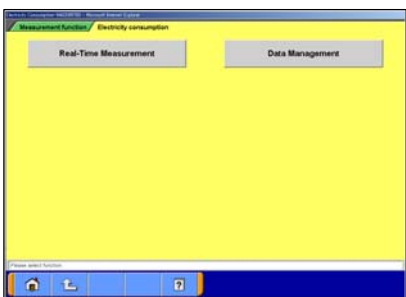 Measurement function Electricity consumption
Real-Time Measurement Data Management
Please select function
?